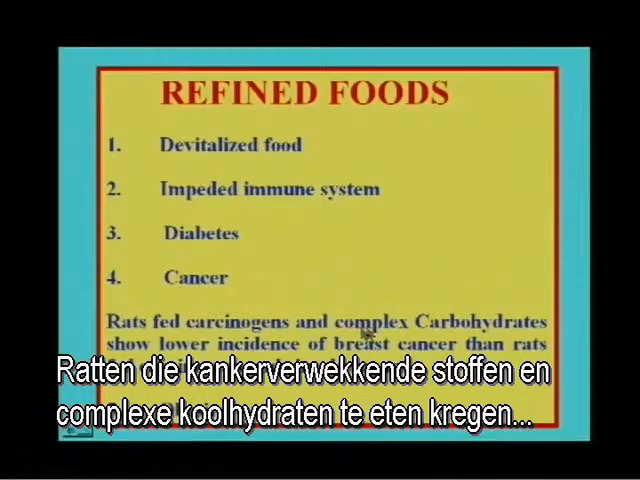 REFINED FOODS
1. Devitalized food
2. Impeded immune system
3. Diabetes
4. Cancer
Rats fed carcinogens and complex Carbohydrates
show lower incidence of breast cancer than rats
Ratten die kankerverwekkende stoffen en
complexe koolhydraten te eten kregen...